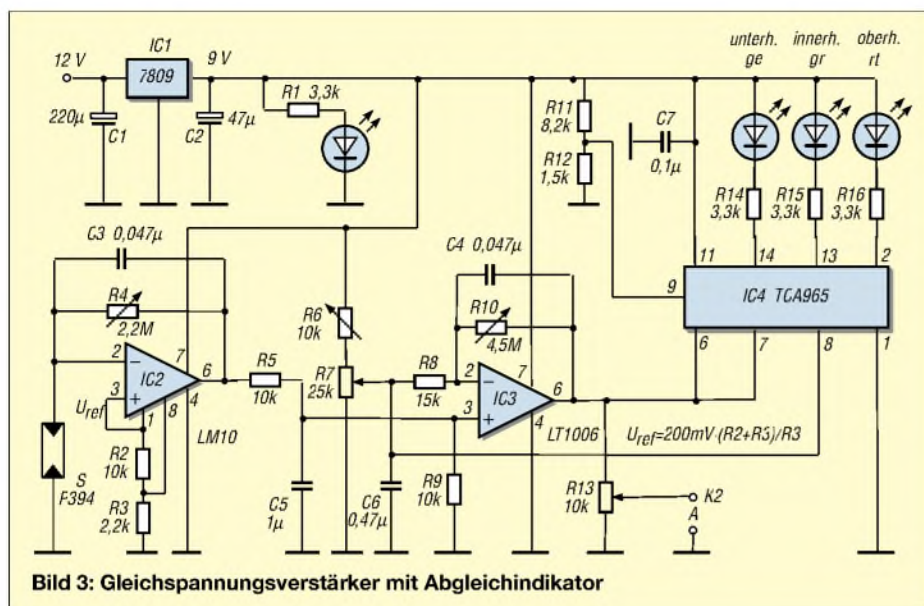 12 V
IC1
7809
9 V
220µ
C1
C2
47µ
R1 3,3k
R11
8,2k
R12
1,5k
C7
0,1µ
unterh.
ge
innerh.
gr
oberh.
rt
R14
3,3k
R15
3,3k
R16
3,3k
C3 0,047µ
R4
2,2M
2
3
IC2
7
6
4
1
8
U ref
LM10
R2
10k
R3
2,2k
S
F394
R5
10k
R6
10k
R7
25k
C4 0,047µ
R10
4,5M
R8
15k
2
3
IC3
7
6
4
LT1006
C5
1µ
C6
0,47µ
R9
10k
11
14
13
2
9
IC4 TCA965
6
7
8
1
U ref=200mV·(R2+R3)/R3
R13
10k
K2
A
Bild 3: Gleichspannungsverstärker mit Abgleichindikator